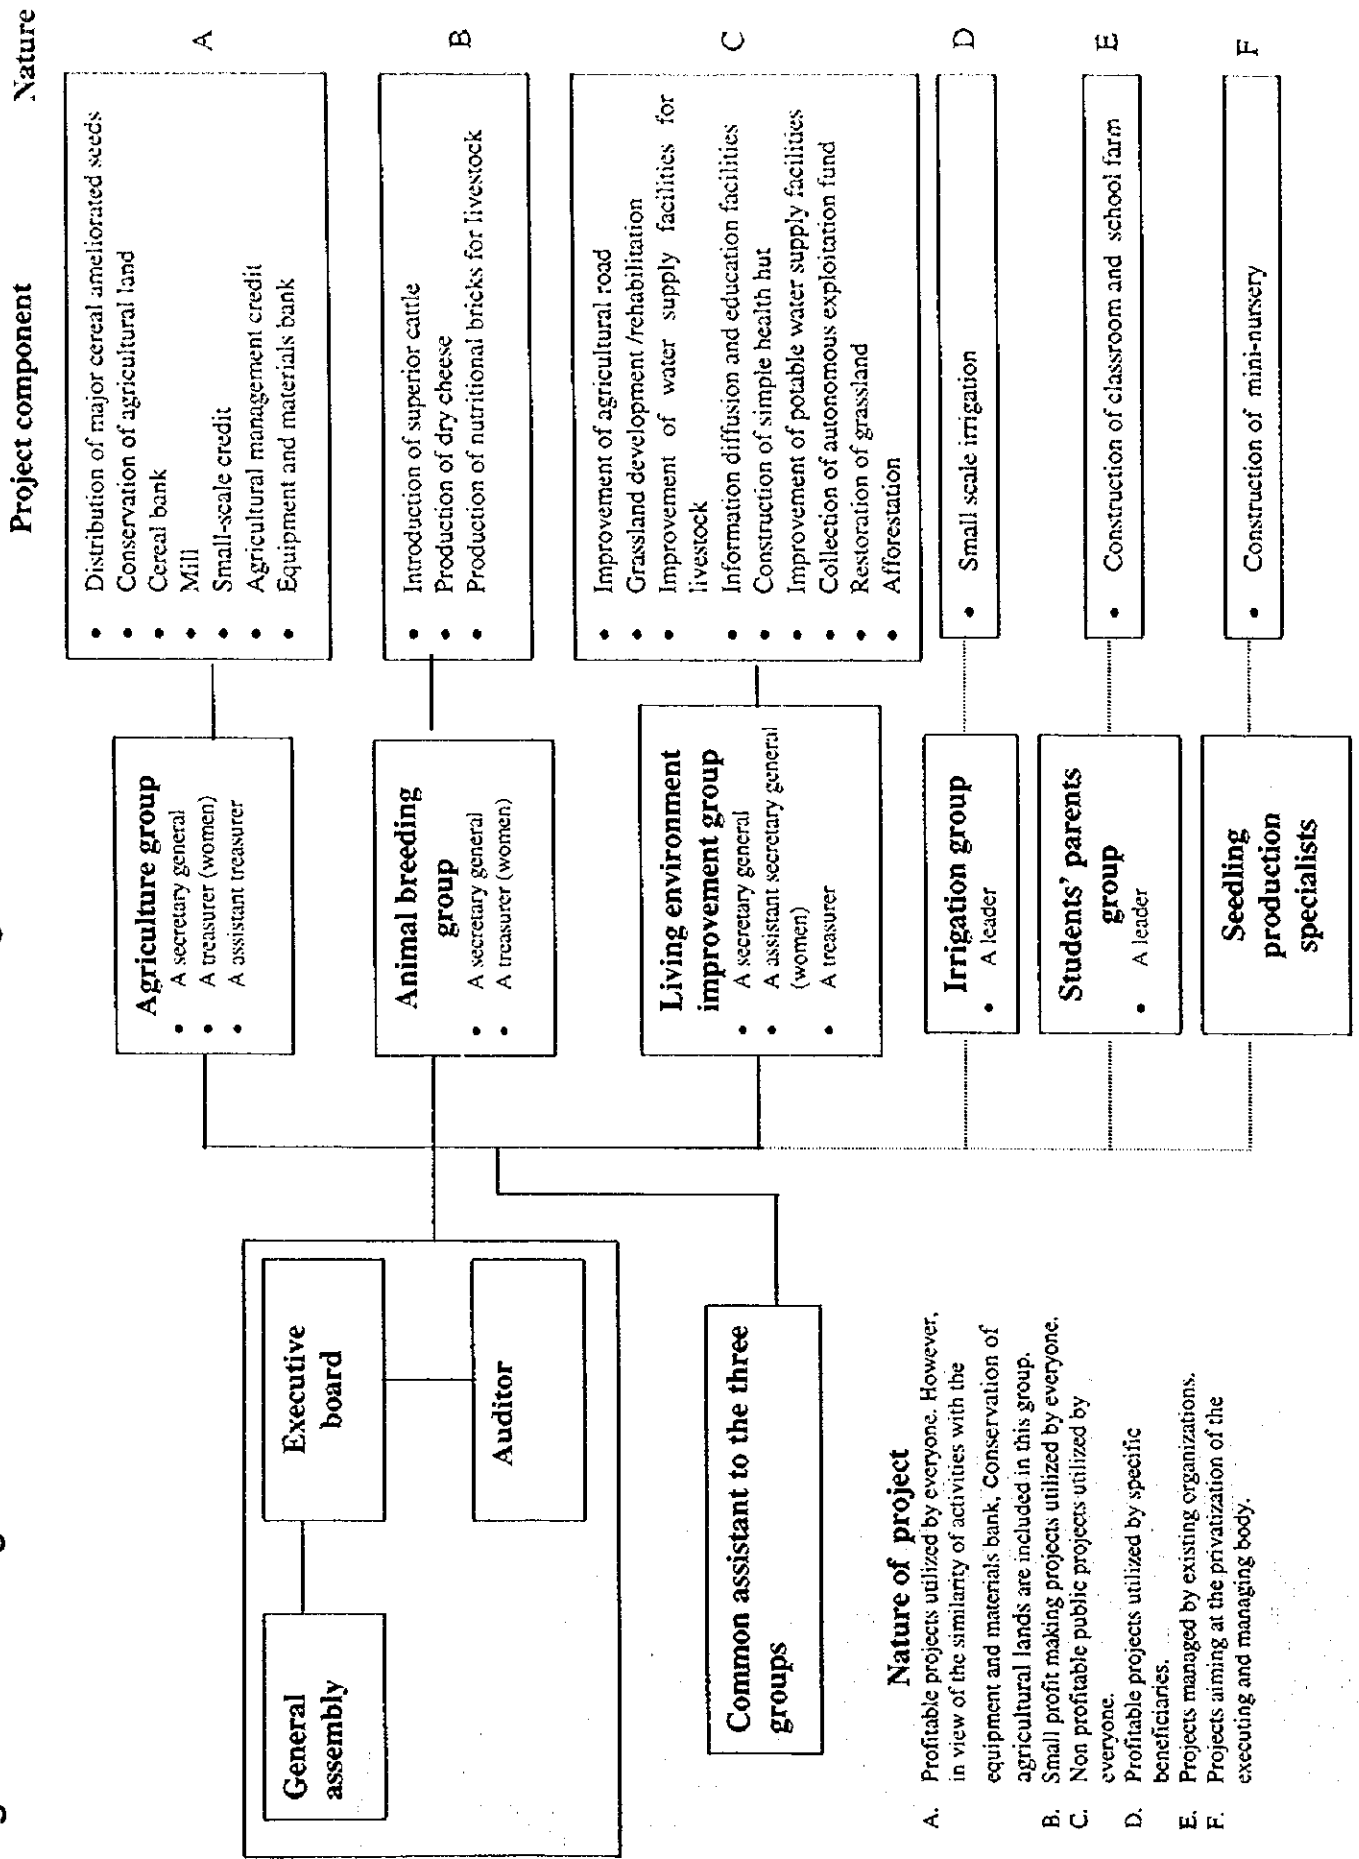 Project component
Nature
General
assembly
Executive
board
Auditor
Common assistant to the three
groups
Agriculture group
• A secretary general
• A treasurer (women)
• A assistant treasurer
• Distribution of major cereal ameliorated seeds
• Conservation of agricultural land
• Cereal bank
• Mill
• Small-scale credit
• Agricultural management credit
• Equipment and materials bank
A
Animal breeding
group
• A secretary general
• A treasurer (women)
• Introduction of superior cattle
• Production of dry cheese
• Production of nutritional bricks for livestock
B
Living environment
improvement group
• A secretary general
• A assistant secretary general
(women)
• A treasurer
• Improvement of agricultural road
• Grassland development /rehabilitation
• Improvement of water supply facilities for
livestock
• Information diffusion and education facilities
• Construction of simple health hut
• Improvement of potable water supply facilities
• Collection of autonomous exploitation fund
• Restoration of grassland
• Afforestation
C
Irrigation group
• A leader
• Small scale irrigation
D
Students' parents
group
• A leader
• Construction of classroom and school farm
E
Seedling
production
specialists
• Construction of mini-nursery
F
Nature of project
A. Profitable projects utilized by everyone. However,
in view of the similarity of activities with the
equipment and materials bank, Conservation of
agricultural lands are included in this group.
B. Small profit making projects utilized by everyone.
C. Non profitable public projects utilized by
everyone.
D. Profitable projects utilized by specific
beneficiaries.
E. Projects managed by existing organizations.
F. Projects aiming at the privatization of the
executing and managing body.